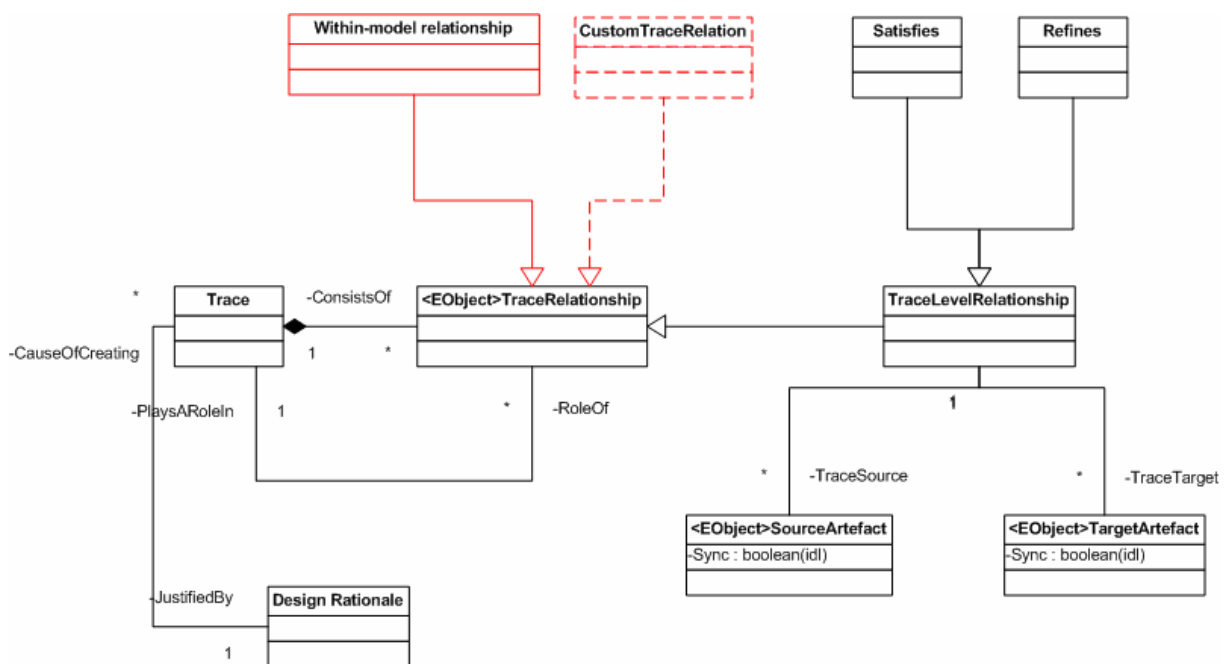 Within-model relationship
CustomTraceRelation
Satisfies
Refines
*
Trace
-ConsistsOf
<EObject>TraceRelationship
TraceLevelRelationship
-CauseOfCreating
1
*
-PlaysARoleIn
1
*
-RoleOf
1
*
-TraceSource
*
-TraceTarget
<EObject>SourceArtefact
-Sync : boolean(idl)
<EObject>TargetArtefact
-Sync : boolean(idl)
-JustifiedBy
Design Rationale
1